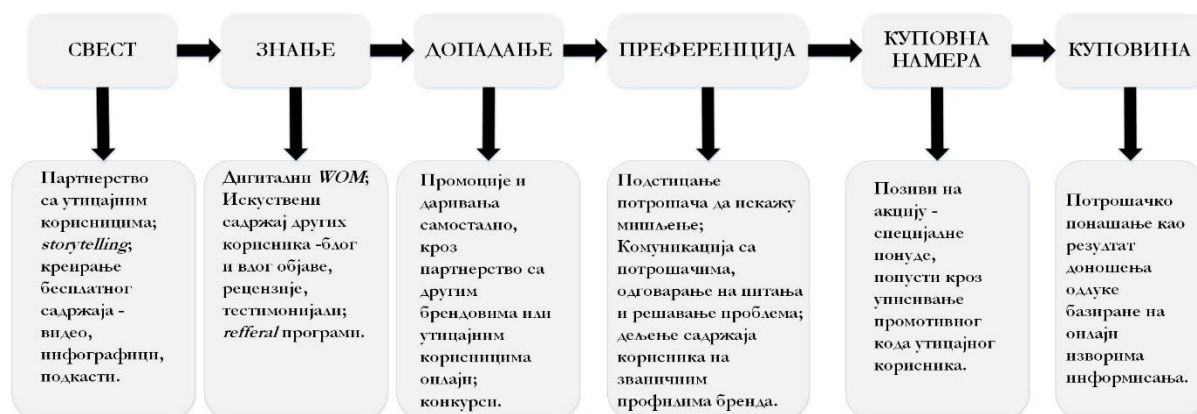 СВЕСТ
ЗНАЊЕ
ДОПАДАЊЕ
ПРЕФЕРЕНЦИЈА
КУПОВНА
НАМЕРА
КУПОВИНА
Партнерство
са утицајним
корисницима;
storytelling;
креирање
бесплатног
садржаја -
видео,
инфографици,
подкасти.
Дигитални WOM;
Искуствени
садржај других
корисника -блог
и влог објаве,
рецензије,
тестимонијали;
refferal програми.
Промоције и
даривања
самостално,
кроз
партнерство са
другим
брендовима или
утицајним
корисницима
онлајн;
конкурси.
Подстицање
потрошача да искажу
мишљење;
Комуникација са
потрошачима,
одговарање на питања
и решавање проблема;
дељење садржаја
корисника на
званичним
профилима бренда.
Позиви на
акцију -
специјалне
понуде,
попусти кроз
уписивање
промотивног
кода утицајног
корисника.
Потрошачко
понашање као
резултат
доношења
одлуке
базиране на
онлајн
изворима
информисања.